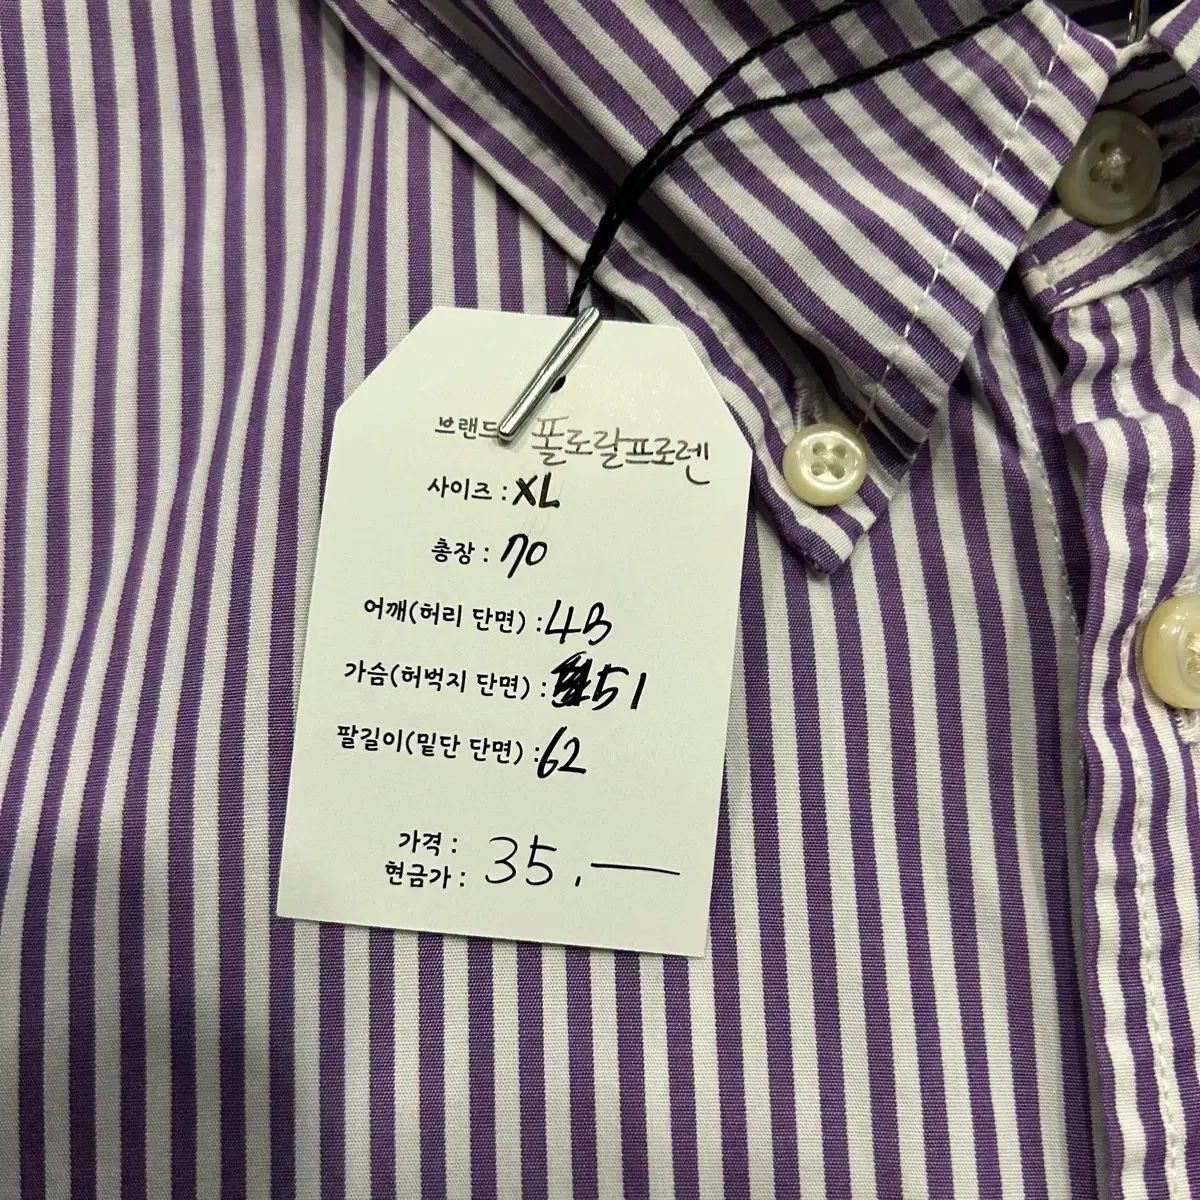 브랜드 폴로랄프로렌
사이즈 : XL
총장 : 70
어깨(허리 단면) : 43
가슴(허벅지 단면) : 51
팔길이(밑단 단면) : 62
가격 :
현금가 : 35.—